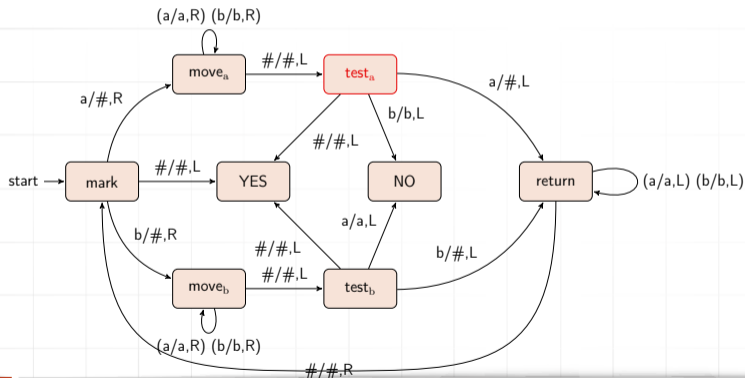 (a/a,R) (b/b,R)
move_a
#/#,L
test_a
a/#,L
a/#,R
b/b,L
#/#,L
start
mark
#/#,L
YES
NO
return
(a/a,L) (b/b,L)
b/#,R
a/a,L
#/#,L
b/#,L
#/#,L
move_b
test_b
(a/a,R) (b/b,R)
#/#,R